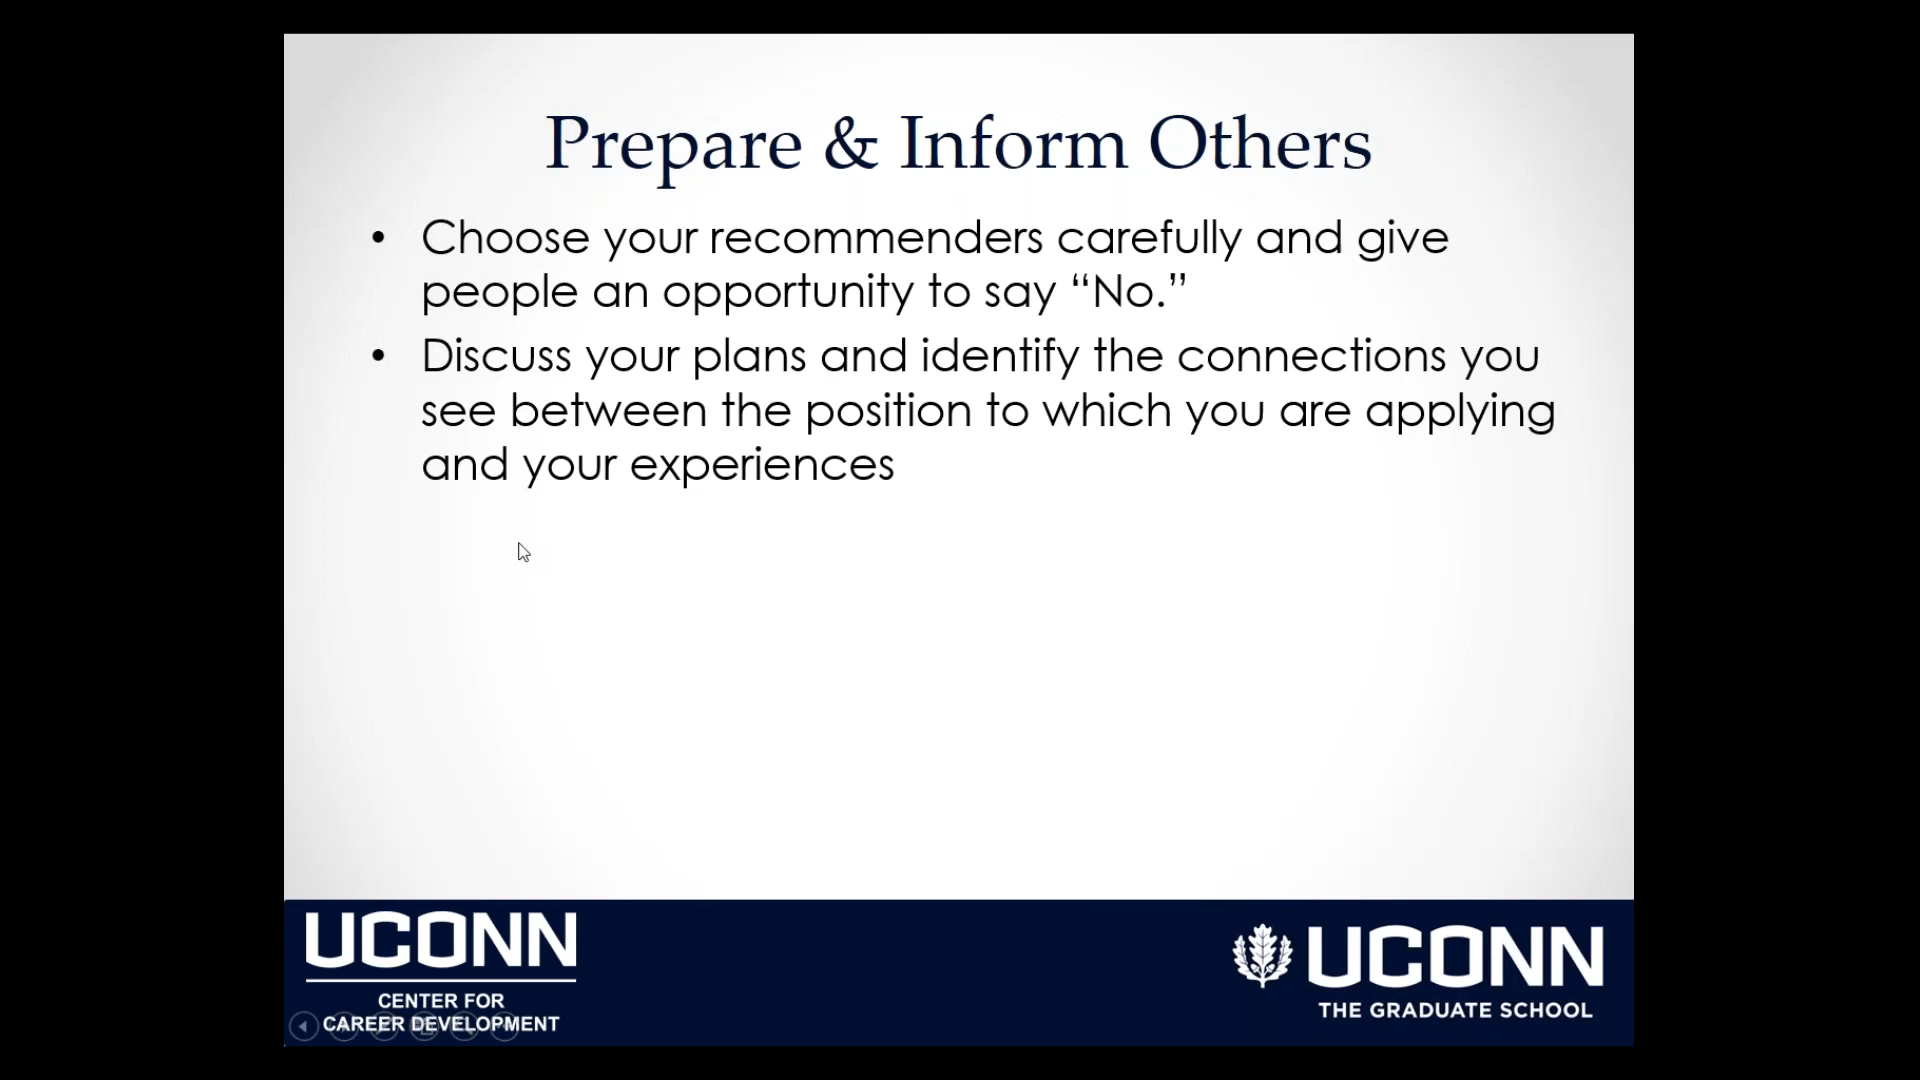 Prepare & Inform Others
• Choose your recommenders carefully and give
people an opportunity to say “No.”
• Discuss your plans and identify the connections you
see between the position to which you are applying
and your experiences
UCONN
CENTER FOR
CAREER DEVELOPMENT
UCONN
THE GRADUATE SCHOOL